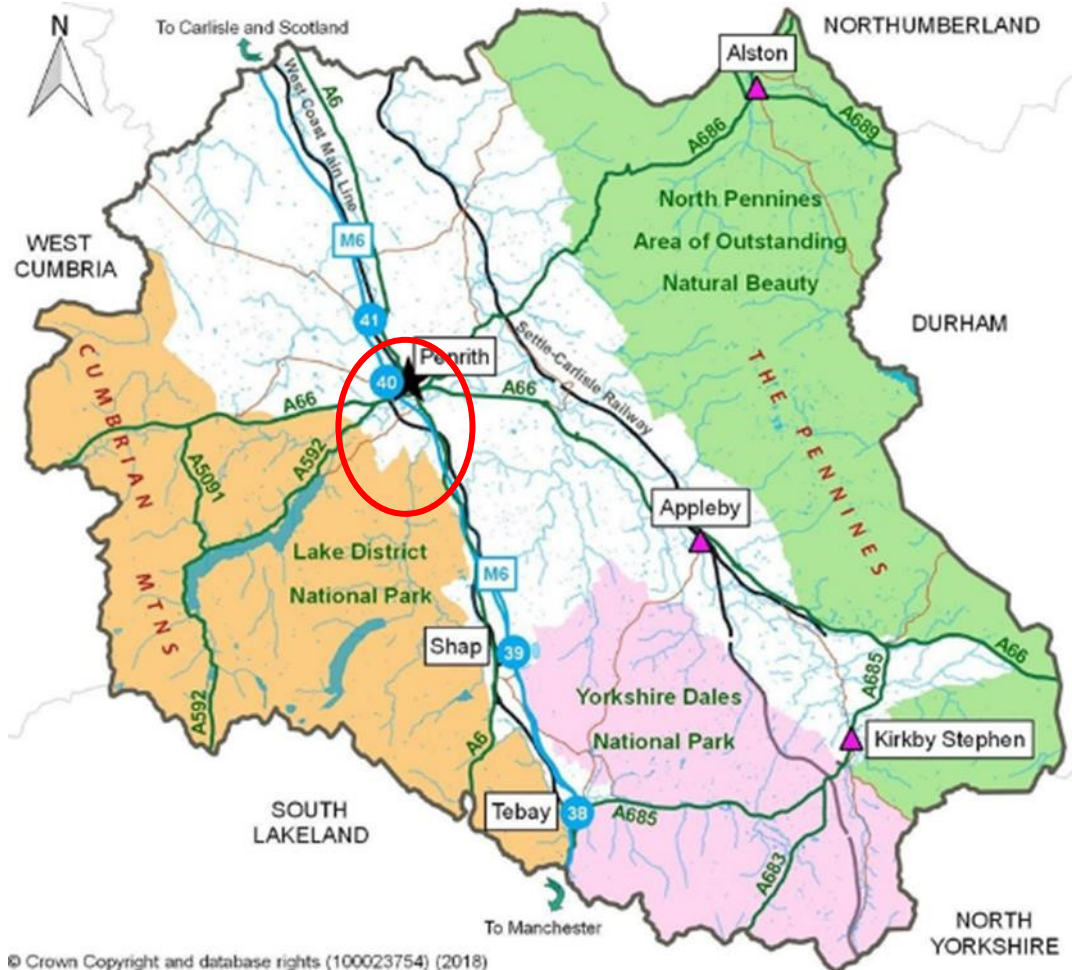 N
To Carlisle and Scotland
NORTHUMBERLAND
Alston
A6
West Coast Main Line
A686
A689
North Pennines
Area of Outstanding
Natural Beauty
WEST
CUMBRIA
M6
41
DURHAM
Settle-Carlisle Railway
Penrith
40
A66
A66
THE PENNINES
CUMBRIAN MTNS
A5091
A592
Appleby
Lake District
National Park
M6
Shap
39
A66
A685
Yorkshire Dales
National Park
A592
A6
Kirkby Stephen
SOUTH
LAKELAND
Tebay
38
A685
A683
To Manchester
NORTH
YORKSHIRE
© Crown Copyright and database rights (100023754) (2018)